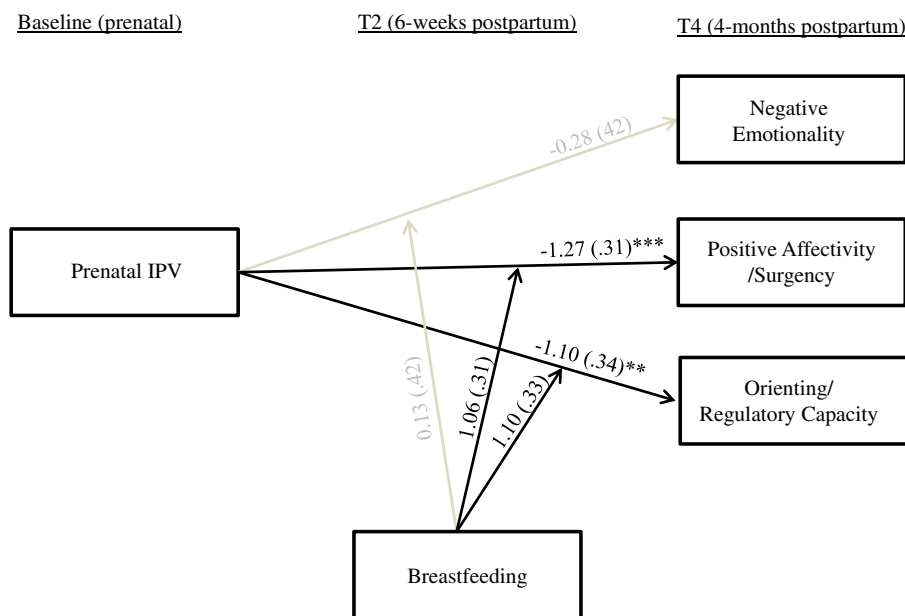 Baseline (prenatal)
T2 (6-weeks postpartum)
T4 (4-months postpartum)
Negative
Emotionality
-0.28 (42)
Prenatal IPV
-1.27 (.31)***
Positive Affectivity
/Surgency
-1.10 (.34)**
Orienting/
Regulatory Capacity
0.13 (.42)
1.06 (.31)
1.10 (.33)
Breastfeeding